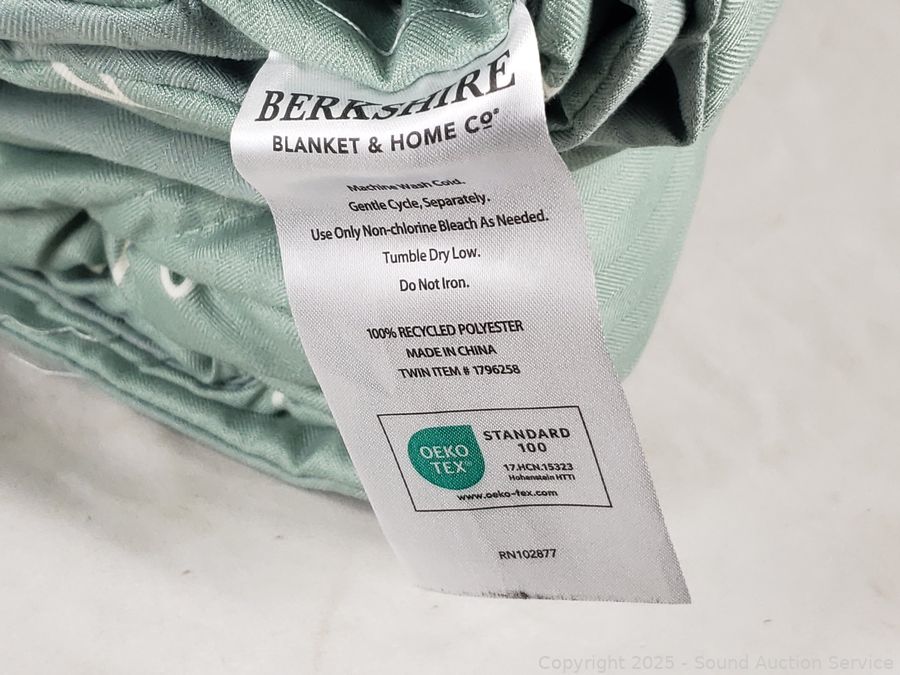 BERKSHIRE
BLANKET & HOME Cº®
Machine Wash Cold.
Gentle Cycle, Separately.
Use Only Non-chlorine Bleach As Needed.
Tumble Dry Low.
Do Not Iron.
100% RECYCLED POLYESTER
MADE IN CHINA
TWIN ITEM # 1796258
OEKO
TEX®
STANDARD
100
17.HCN.15323
Hohenstein HTTI
www.oeko-tex.com
RN102877
Copyright 2025 - Sound Auction Service